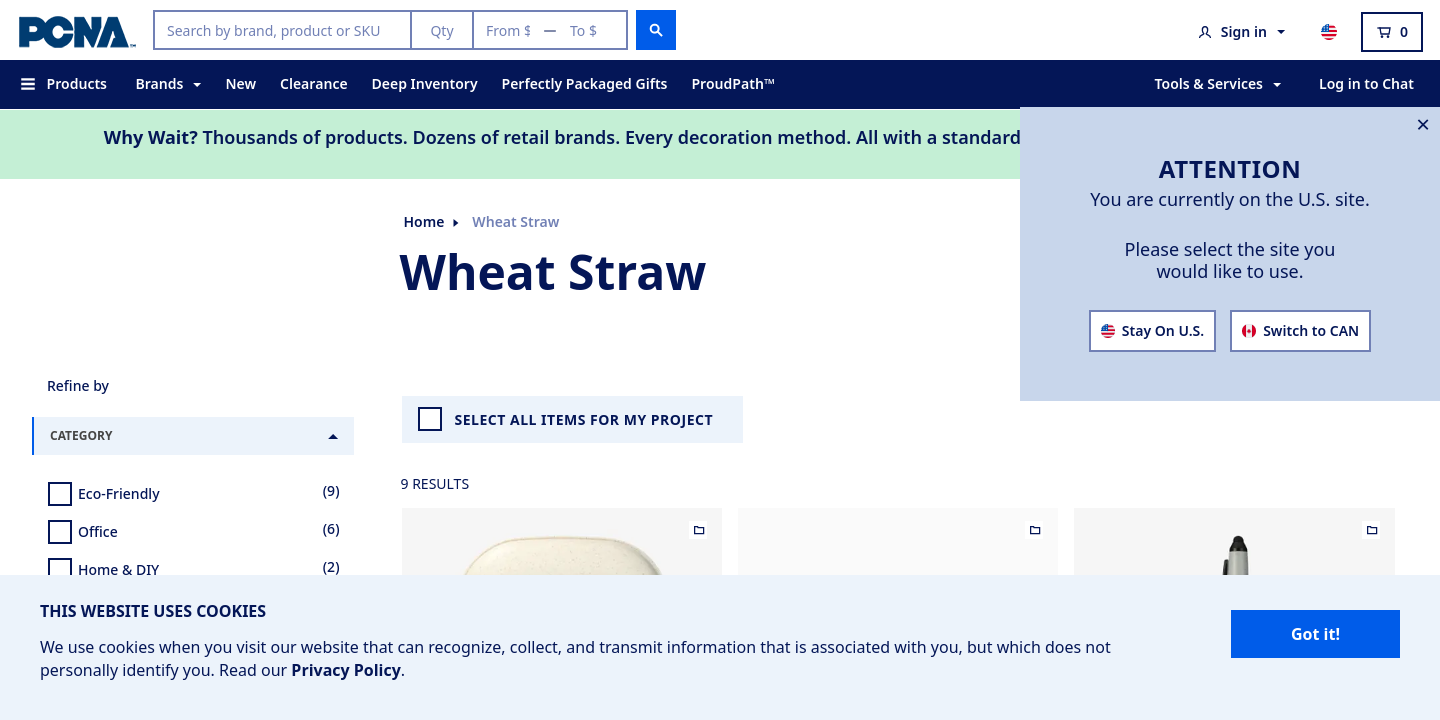 PCNA™
Search by brand, product or SKU
Qty
From $ — To $
Sign in
0
Products
Brands
New
Clearance
Deep Inventory
Perfectly Packaged Gifts
ProudPath™
Tools & Services
Log in to Chat
Why Wait? Thousands of products. Dozens of retail brands. Every decoration method. All with a standard
ATTENTION
You are currently on the U.S. site.
Please select the site you
would like to use.
Stay On U.S.
Switch to CAN
Home
Wheat Straw
Wheat Straw
Refine by
CATEGORY
Eco-Friendly (9)
Office (6)
Home & DIY (2)
SELECT ALL ITEMS FOR MY PROJECT
9 RESULTS
THIS WEBSITE USES COOKIES
We use cookies when you visit our website that can recognize, collect, and transmit information that is associated with you, but which does not
personally identify you. Read our Privacy Policy.
Got it!